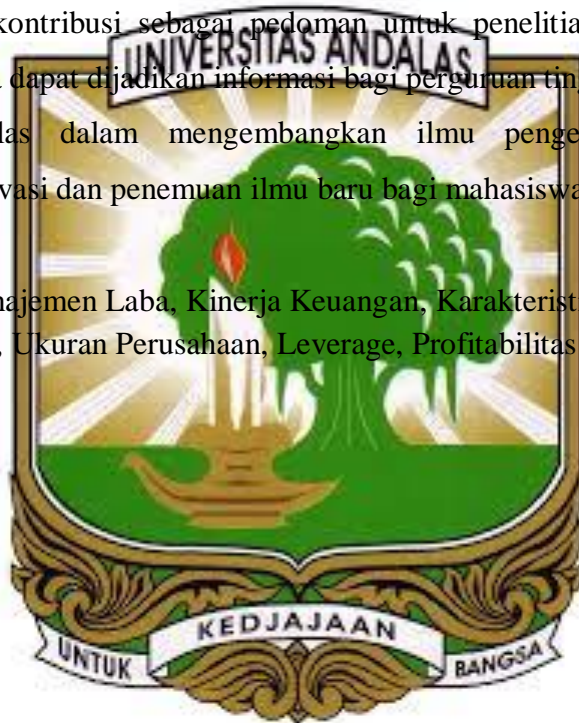 kontribusi sebagai pedoman untuk penelitia
UNIVERSITAS ANDALAS
dapat dijadikan informasi bagi perguruan ting
las dalam mengembangkan ilmu penge
vasi dan penemuan ilmu baru bagi mahasiswa
najemen Laba, Kinerja Keuangan, Karakterist
, Ukuran Perusahaan, Leverage, Profitabilitas
KEDJAJAAN
UNTUK BANGSA